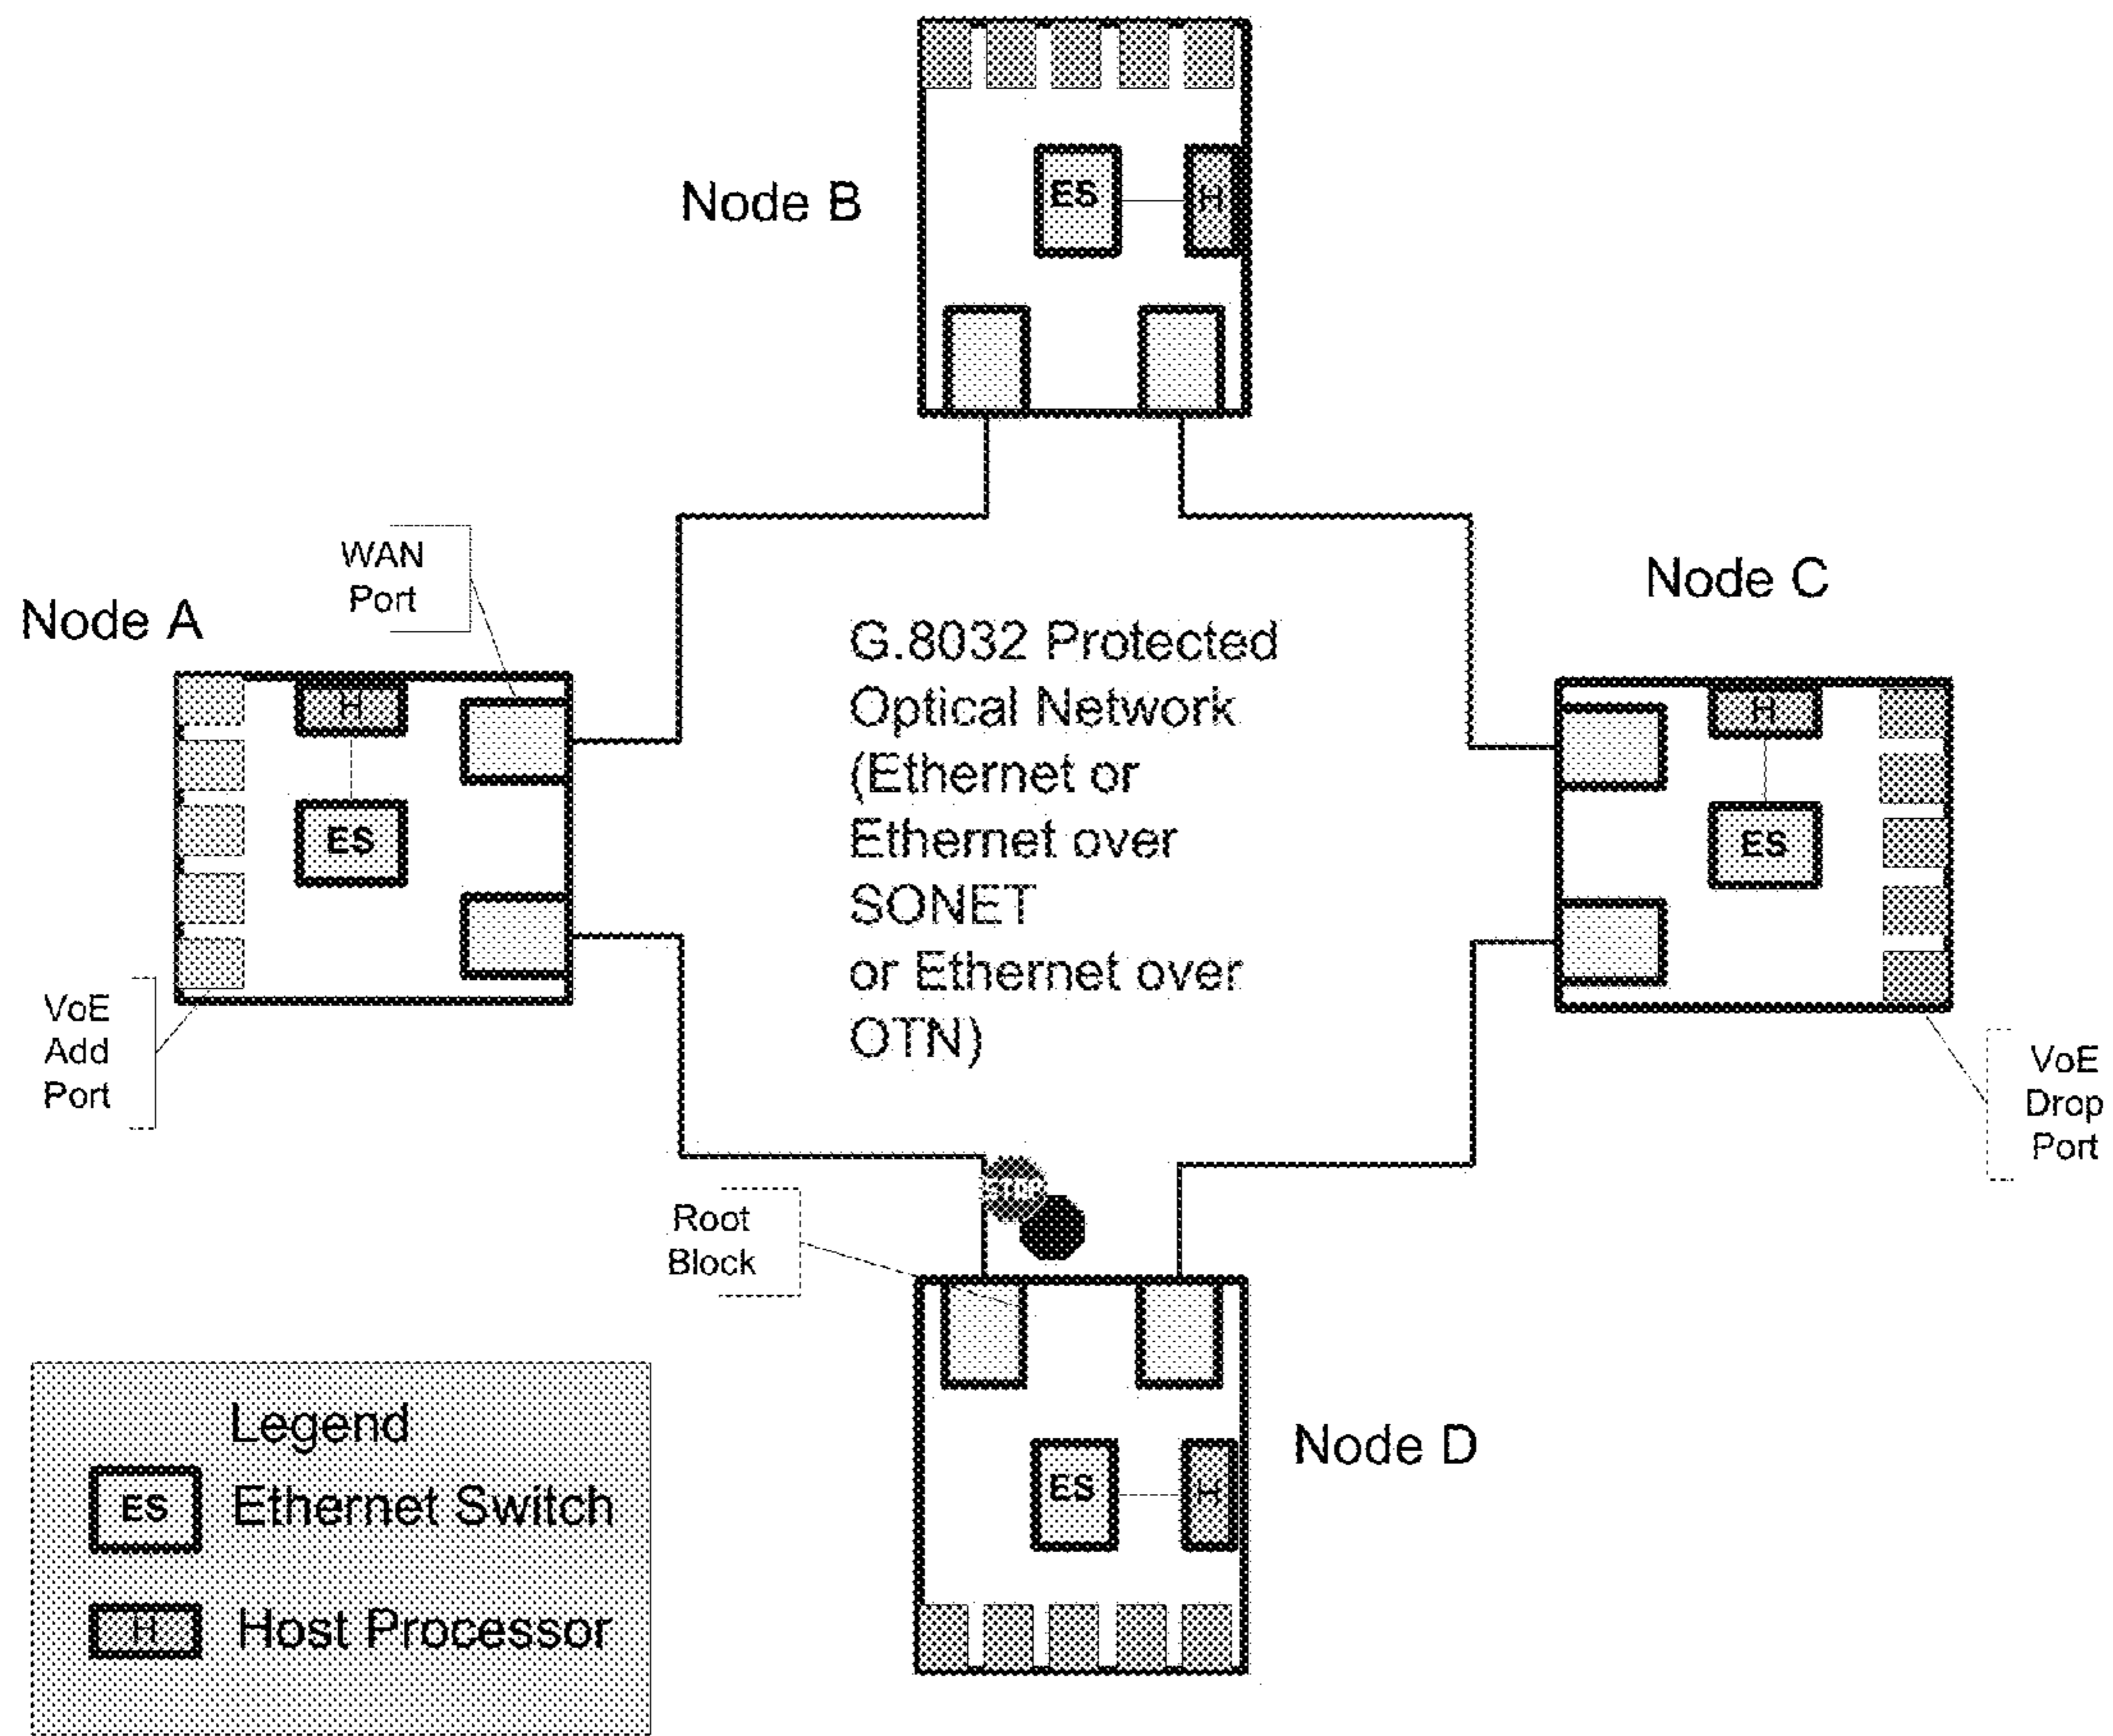 Node B
ES
H
WAN
Port
Node A
H
ES
VoE
Add
Port
G.8032 Protected
Optical Network
(Ethernet or
Ethernet over
SONET
or Ethernet over
OTN)
Node C
H
ES
VoE
Drop
Port
STOP
Root
Block
Node D
ES
H
Legend
ES Ethernet Switch
H Host Processor